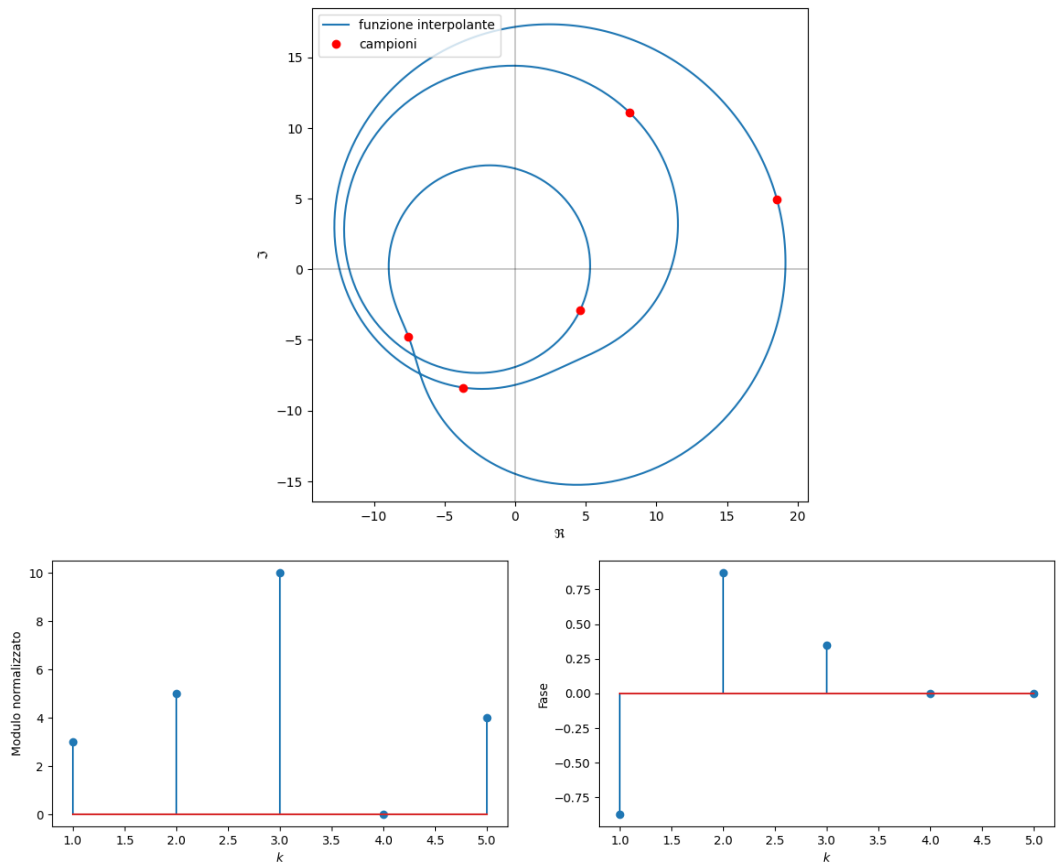 funzione interpolante
campioni
15
10
5
0
−5
−10
−15
ℑ
−10 −5 0 5 10 15 20
ℜ
10
8
6
4
2
0
Modulo normalizzato
1.0 1.5 2.0 2.5 3.0 3.5 4.0 4.5 5.0
k
0.75
0.50
0.25
0.00
−0.25
−0.50
−0.75
Fase
1.0 1.5 2.0 2.5 3.0 3.5 4.0 4.5 5.0
k